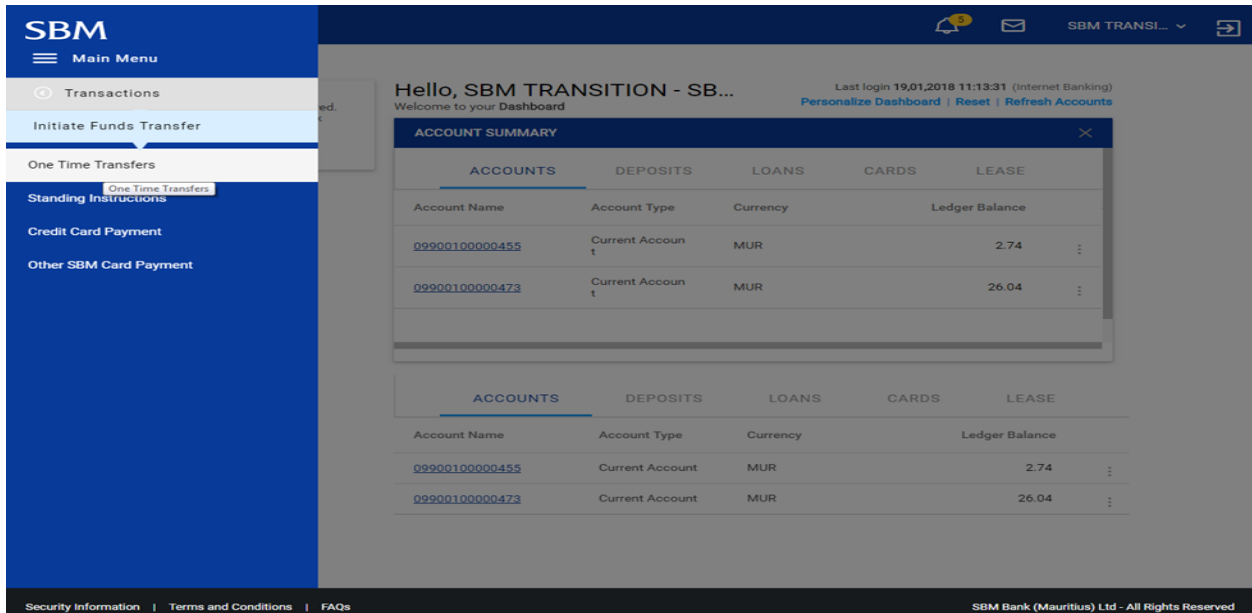 SBM
Main Menu
Transactions
Initiate Funds Transfer
One Time Transfers
One Time Transfers
Standing Instructions
Credit Card Payment
Other SBM Card Payment
5
SBM TRANSI...
Hello, SBM TRANSITION - SB...
Welcome to your Dashboard
Last login 19,01,2018 11:13:31 (Internet Banking)
Personalize Dashboard | Reset | Refresh Accounts
ACCOUNT SUMMARY
ACCOUNTS DEPOSITS LOANS CARDS LEASE
Account Name Account Type Currency Ledger Balance
09900100000455 Current Accoun
t MUR 2.74
09900100000473 Current Accoun
t MUR 26.04
ACCOUNTS DEPOSITS LOANS CARDS LEASE
Account Name Account Type Currency Ledger Balance
09900100000455 Current Account MUR 2.74
09900100000473 Current Account MUR 26.04
Security Information | Terms and Conditions | FAQs
SBM Bank (Mauritius) Ltd - All Rights Reserved